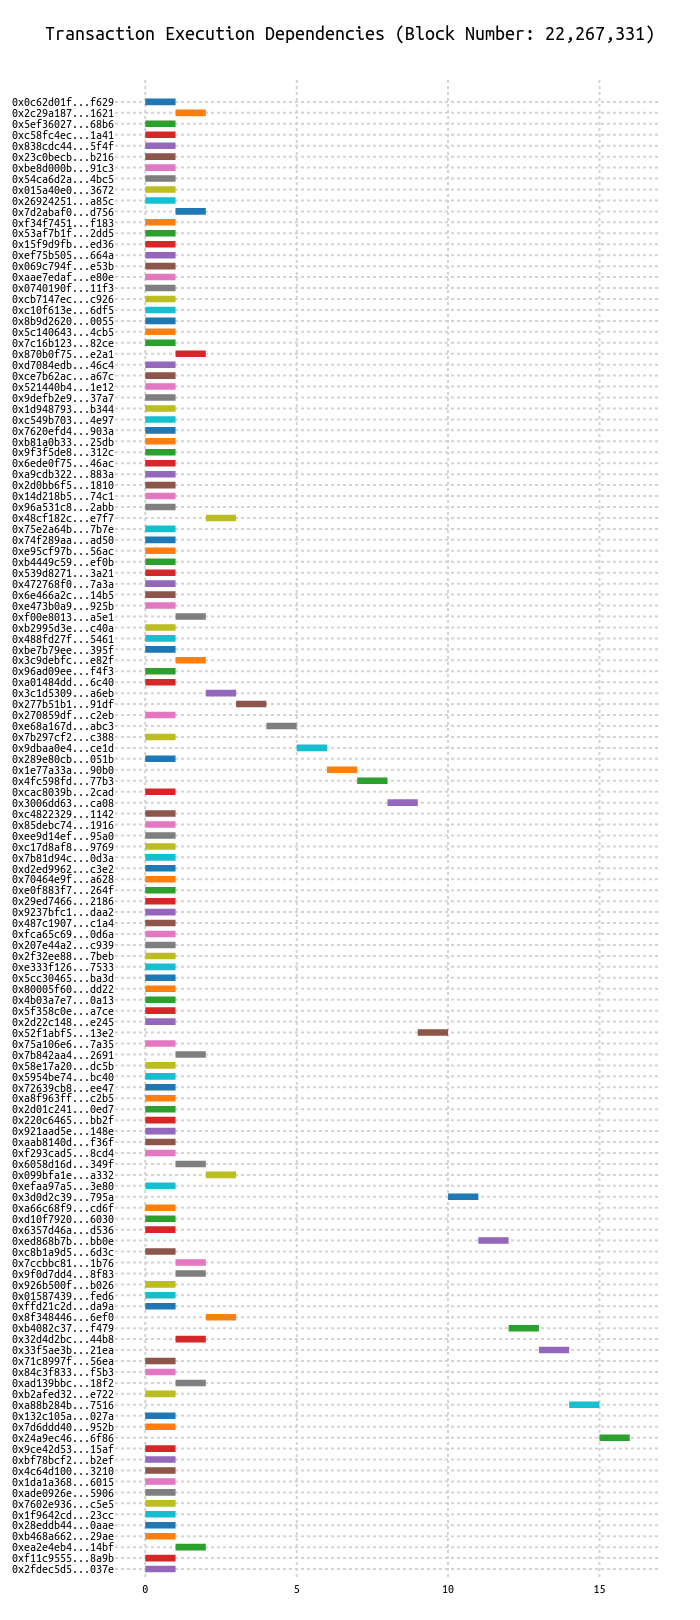 Transaction Execution Dependencies (Block Number: 22,267,331)
0x0c62d01f...f629
0x2c29a187...1621
0x5ef36027...68b6
0xc58fc4ec...1a41
0x838cdc44...5f4f
0x23c0becb...b216
0xbe8d000b...91c3
0x54ca6d2a...4bc5
0x015a40e0...3672
0x26924251...a85c
0x7d2abaf0...d756
0xf34f7451...f183
0x53af7b1f...2dd5
0x15f9d9fb...ed36
0xef75b505...664a
0x069c794f...e53b
0xaae7edaf...e80e
0x0740190f...11f3
0xcb7147ec...c926
0xc10f613e...6df5
0x8b9d2620...0055
0x5c140643...4cb5
0x7c16b123...82ce
0x870b0f75...e2a1
0xd7084edb...46c4
0xce7b62ac...a67c
0x521440b4...1e12
0x9defb2e9...37a7
0x1d948793...b344
0xc549b703...4e97
0x7620efd4...903a
0xb81a0b33...25db
0x9f3f5de8...312c
0x6ede0f75...46ac
0xa9cdb322...883a
0x2d0bb6f5...1810
0x14d218b5...74c1
0x96a531c8...2abb
0x48cf182c...e7f7
0x75e2a64b...7b7e
0x74f289aa...ad50
0xe95cf97b...56ac
0xb4449c59...ef0b
0x539d8271...3a21
0x472768f0...7a3a
0x6e466a2c...14b5
0xe473b0a9...925b
0xf00e8013...a5e1
0xb2995d3e...c40a
0x488fd27f...5461
0xbe7b79ee...395f
0x3c9debfc...e82f
0x96ad09ee...f4f3
0xa01484dd...6c40
0x3c1d5309...a6eb
0x277b51b1...91df
0x270859df...c2eb
0xe68a167d...abc3
0x7b297cf2...c388
0x9dbaa0e4...ce1d
0x289e80cb...051b
0x1e77a33a...90b0
0x4fc598fd...77b3
0xcac8039b...2cad
0x3006dd63...ca08
0xc4822329...1142
0x85debc74...1916
0xee9d14ef...95a0
0xc17d8af8...9769
0x7b81d94c...0d3a
0xd2ed9962...c3e2
0x70464e9f...a628
0xe0f883f7...264f
0x29ed7466...2186
0x9237bfc1...daa2
0x487c1907...c1a4
0xfca65c69...0d6a
0x207e44a2...c939
0x2f32ee88...7beb
0xe333f126...7533
0x5cc30465...ba3d
0x80005f60...dd22
0x4b03a7e7...0a13
0x5f358c0e...a7ce
0x2d22c148...e245
0x52f1abf5...13e2
0x75a106e6...7a35
0x7b842aa4...2691
0x58e17a20...dc5b
0x5954be74...bc40
0x72639cb8...ee47
0xa8f963ff...c2b5
0x2d01c241...0ed7
0x220c6465...bb2f
0x921aad5e...148e
0xaab8140d...f36f
0xf293cad5...8cd4
0x6058d16d...349f
0x099bfa1e...a332
0xefaa97a5...3e80
0x3d0d2c39...795a
0xa66c68f9...cd6f
0xd10f7920...6030
0x6357d46a...d536
0xed868b7b...bb0e
0xc8b1a9d5...6d3c
0x7ccbbc81...1b76
0x9f0d7dd4...8f83
0x926b500f...b026
0x01587439...fed6
0xffd21c2d...da9a
0x8f348446...6ef0
0xb4082c37...f479
0x32d4d2bc...44b8
0x33f5ae3b...21ea
0x71c8997f...56ea
0x84c3f833...f5b3
0xad139bbc...18f2
0xb2afed32...e722
0xa88b284b...7516
0x132c105a...027a
0x7d6ddd40...952b
0x24a9ec46...6f86
0x9ce42d53...15af
0xbf78bcf2...b2ef
0x4c64d100...3210
0x1da1a368...6015
0xade0926e...5906
0x7602e936...c5e5
0x1f9642cd...23cc
0x28eddb44...0aae
0xb468a662...29ae
0xea2e4eb4...14bf
0xf11c9555...8a9b
0x2fdec5d5...037e
0 5 10 15